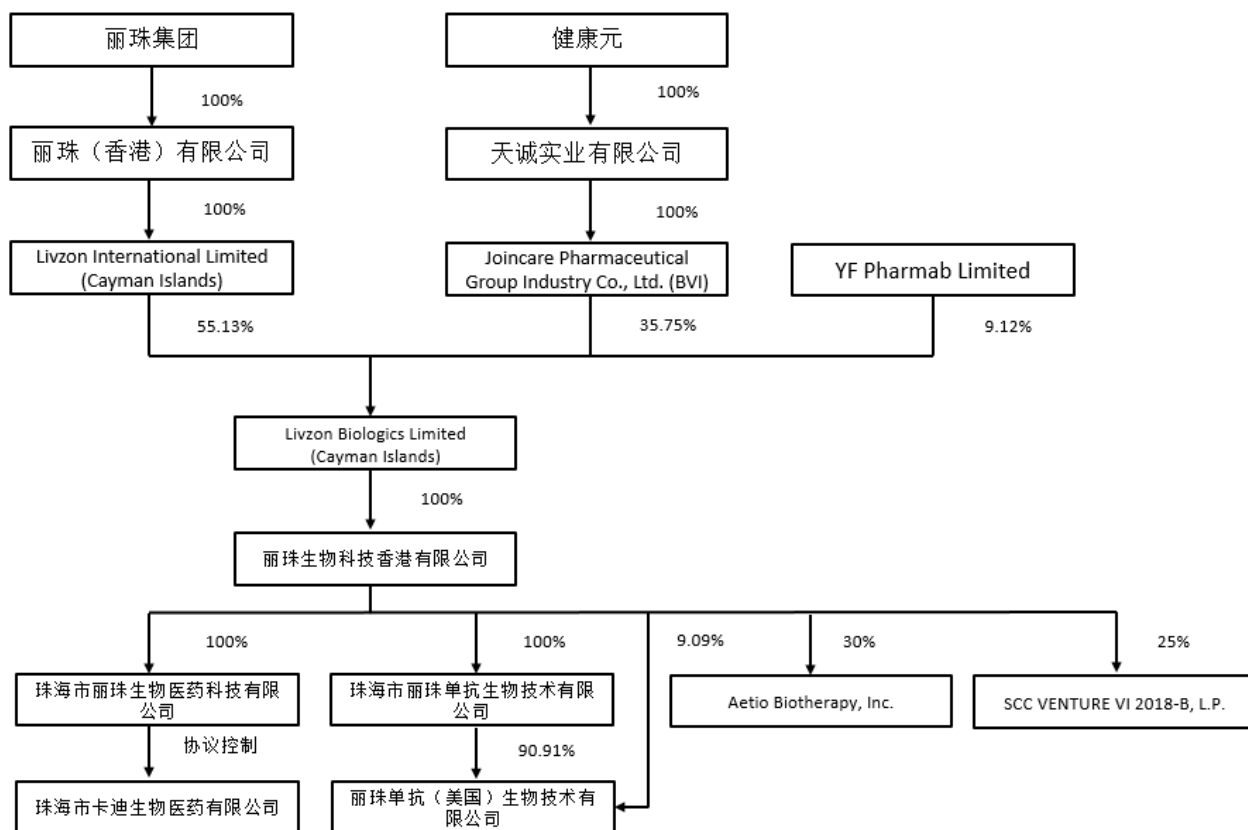 丽珠集团
健康元
100%
100%
丽珠（香港）有限公司
天诚实业有限公司
100%
100%
Livzon International Limited
(Cayman Islands)
Joincare Pharmaceutical
Group Industry Co., Ltd. (BVI)
YF Pharmab Limited
55.13%
35.75%
9.12%
Livzon Biologics Limited
(Cayman Islands)
100%
丽珠生物科技香港有限公司
100%
100%
9.09%
30%
25%
珠海市丽珠生物医药科技有限
公司
珠海市丽珠单抗生物技术有限
公司
Aetio Biotherapy, Inc.
SCC VENTURE VI 2018-B, L.P.
协议控制
90.91%
珠海市卡迪生物医药有限公司
丽珠单抗（美国）生物技术有
限公司